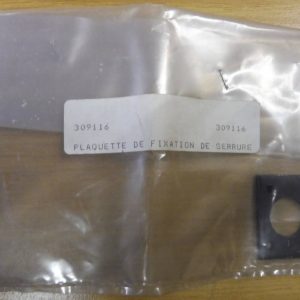 309116 309116
PLAQUETTE DE FIXATION DE SERRURE